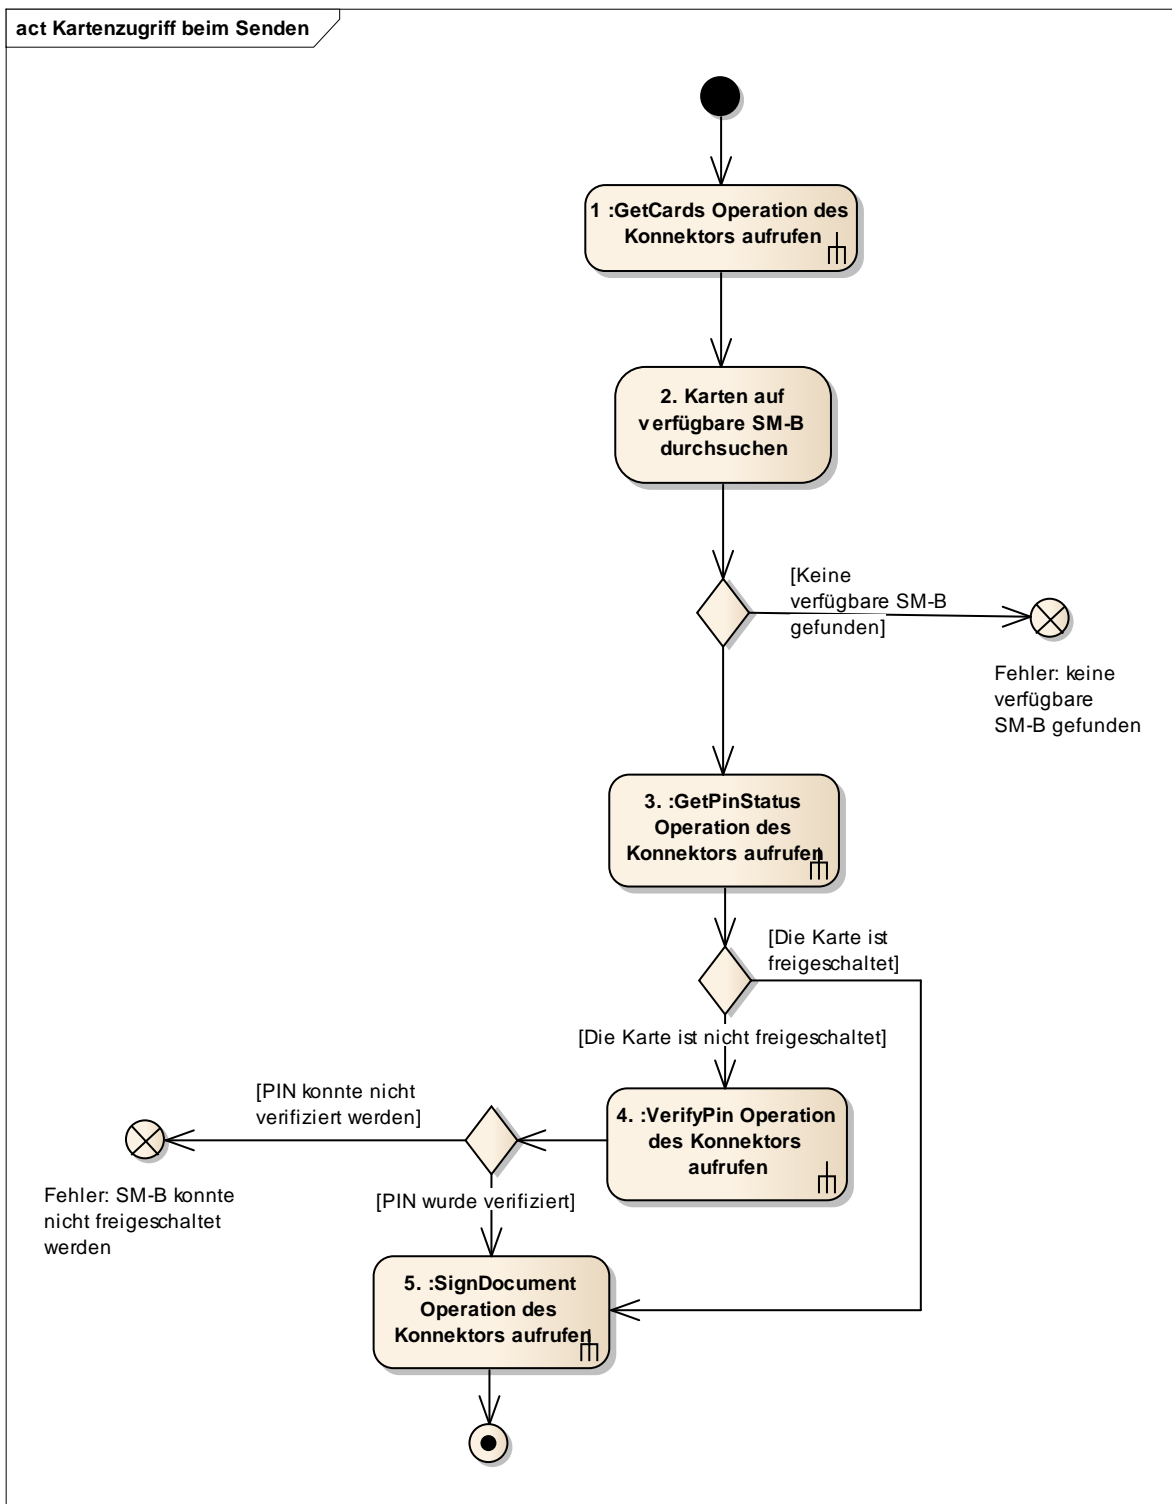 act Kartenzugriff beim Senden
1 :GetCards Operation des
Konnektors aufrufen
2. Karten auf
verfügbare SM-B
durchsuchen
[Keine
verfügbare SM-B
gefunden]
Fehler: keine
verfügbare
SM-B gefunden
3. :GetPinStatus
Operation des
Konnektors aufrufen
[Die Karte ist
freigeschaltet]
[Die Karte ist nicht freigeschaltet]
[PIN konnte nicht
verifiziert werden]
4. :VerifyPin Operation
des Konnektors
aufrufen
Fehler: SM-B konnte
nicht freigeschaltet
werden
[PIN wurde verifiziert]
5. :SignDocument
Operation des
Konnektors aufrufen